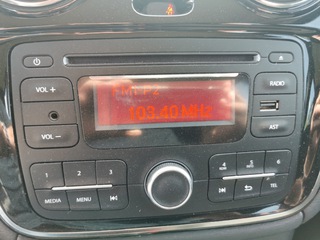 VOL +
VOL −
103.40 MHz
RADIO
AST
1 2 3
4 5 6
MEDIA MENU
TEL